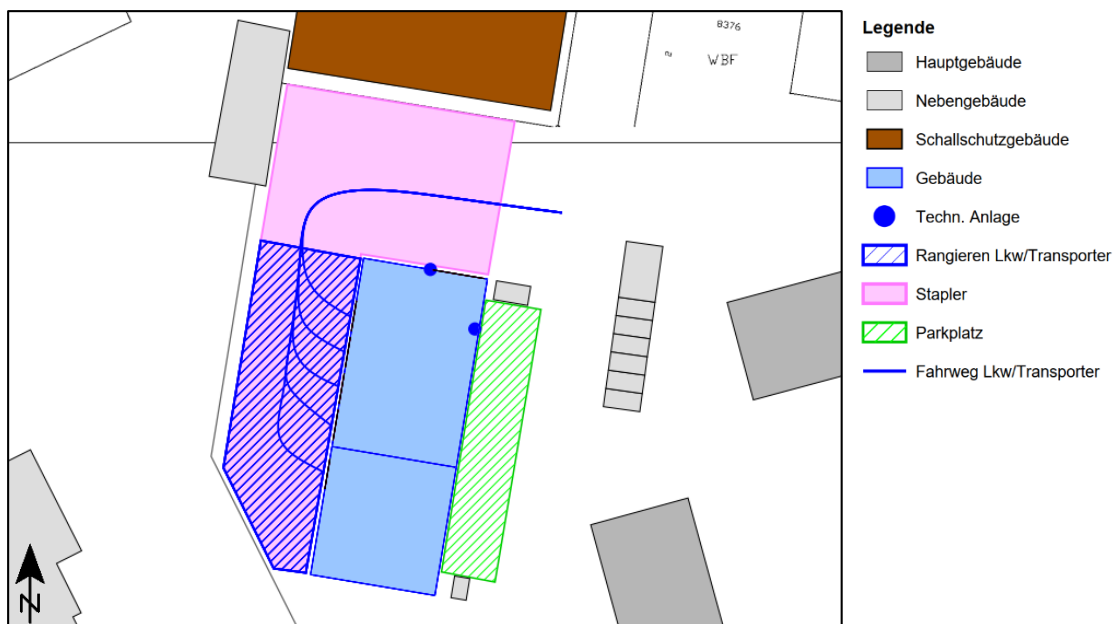 8376
WBF
N
Legende
Hauptgebäude
Nebengebäude
Schallschutzgebäude
Gebäude
Techn. Anlage
Rangieren Lkw/Transporter
Stapler
Parkplatz
Fahrweg Lkw/Transporter